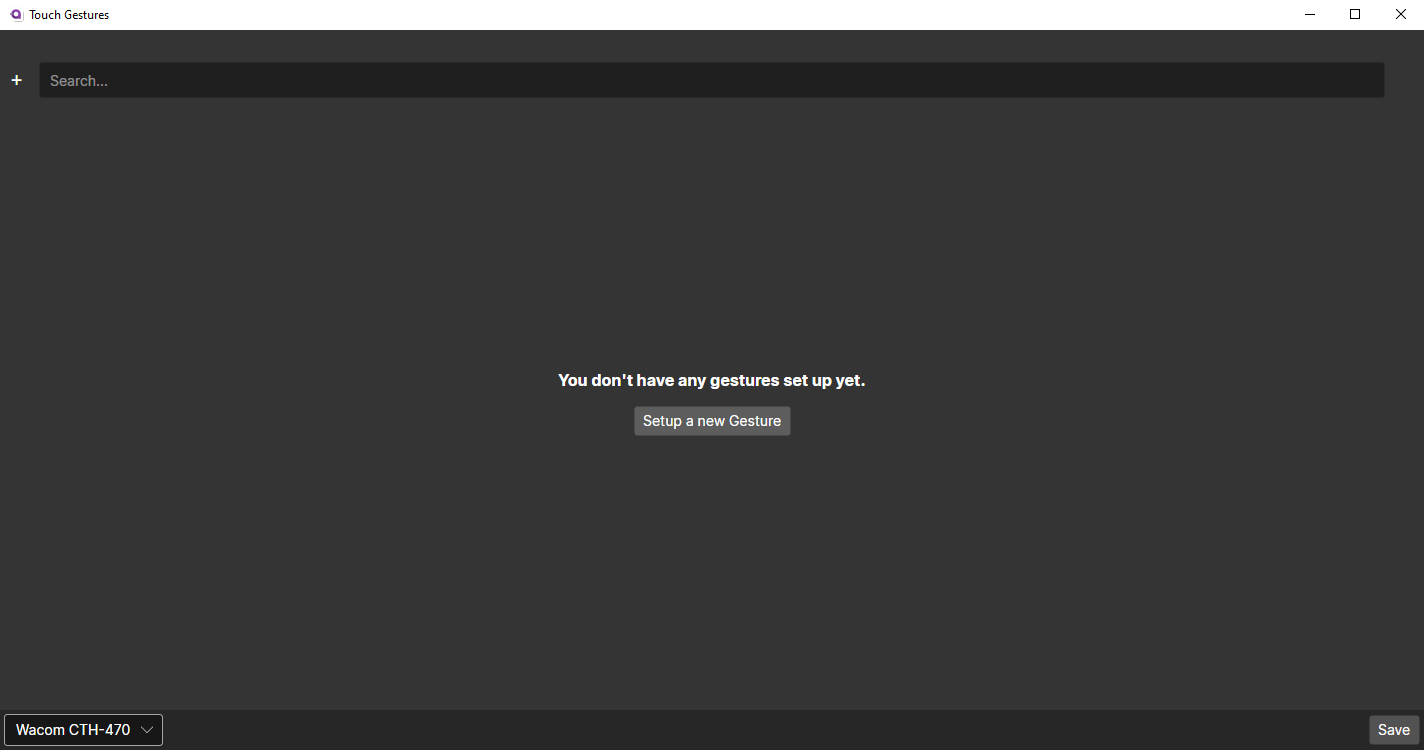 Touch Gestures
+ Search...
You don't have any gestures set up yet.
Setup a new Gesture
Wacom CTH-470
Save